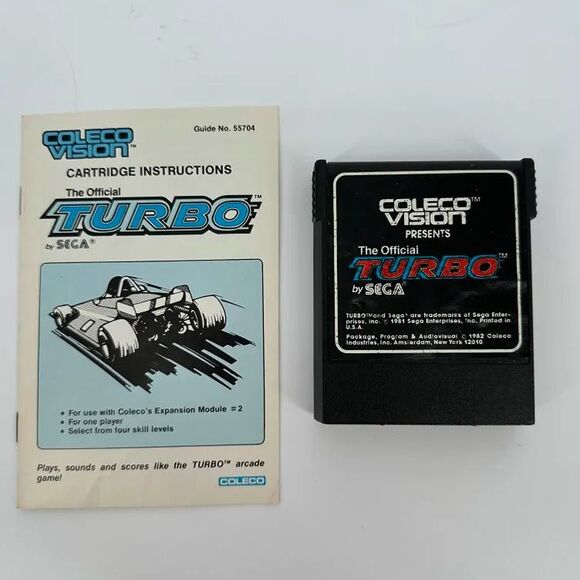 COLECO
VISION™
Guide No. 55704
CARTRIDGE INSTRUCTIONS
The Official
TURBO™
by SEGA®
• For use with Coleco's Expansion Module #2
• For one player
• Select from four skill levels
Plays, sounds and scores like the TURBO™ arcade
game!
COLECO
COLECO™
VISION
PRESENTS
The Official
TURBO™
by SEGA
TURBO™and Sega® are trademarks of Sega Enter-
prises, Inc. © 1981 Sega Enterprises, Inc. Printed in
U.S.A.
Package, Program & Audiovisual © 1982 Coleco
Industries, Inc. Amsterdam, New York 12010